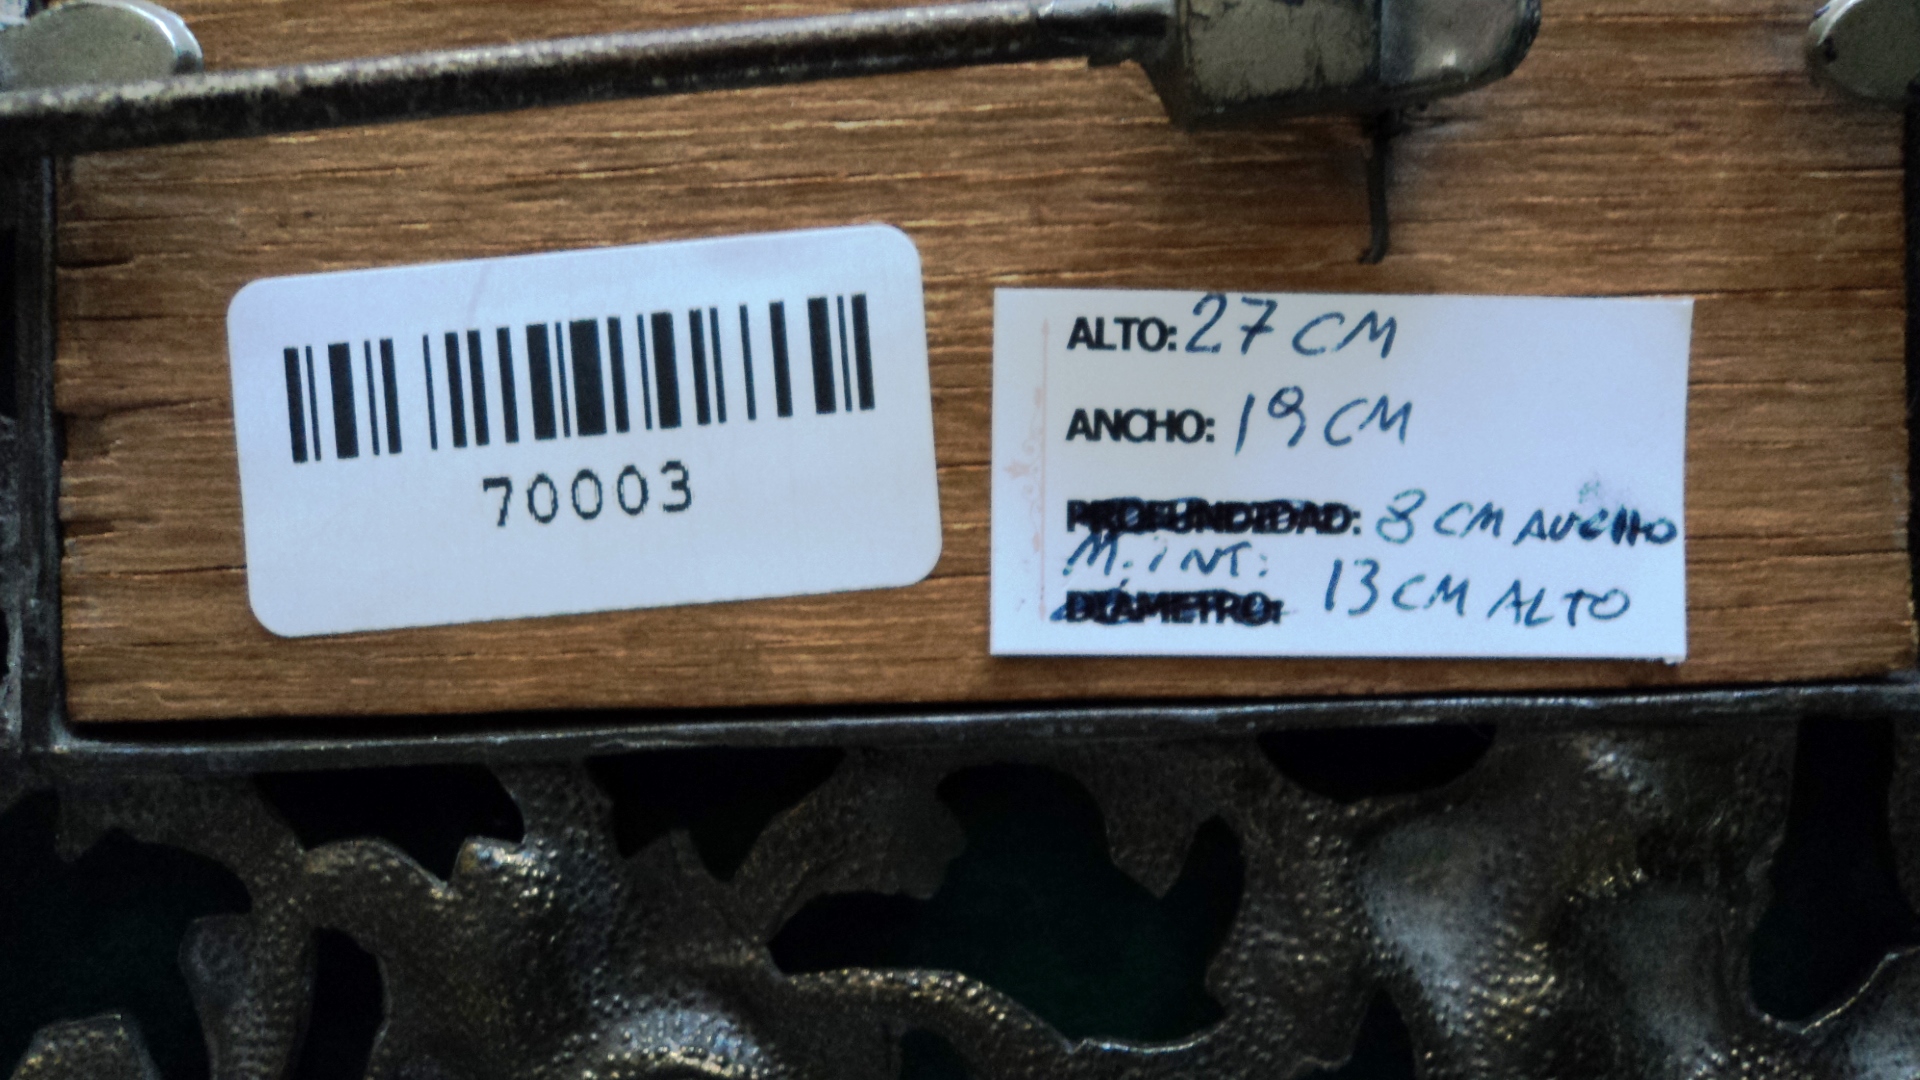 70003
ALTO: 27 CM
ANCHO: 19 CM
PROFUNDIDAD: 8 CM ANCHO
M. INT:
DIAMETRO: 13 CM ALTO